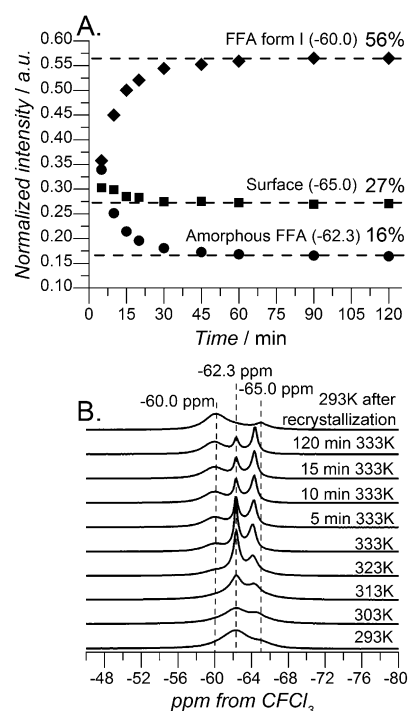 A.
0.60
FFA form I (-60.0) 56%
0.55
0.50
0.45
0.40
0.35
0.30
Surface (-65.0) 27%
0.25
0.20
Amorphous FFA (-62.3) 16%
0.15
0.10
Normalized intensity / a.u.
0 15 30 45 60 75 90 105 120
Time / min
B.
-62.3 ppm
-60.0 ppm
-65.0 ppm
293K after
recrystallization
120 min 333K
15 min 333K
10 min 333K
5 min 333K
333K
323K
313K
303K
293K
-48 -52 -56 -60 -64 -68 -72 -76 -80
ppm from CFCl3